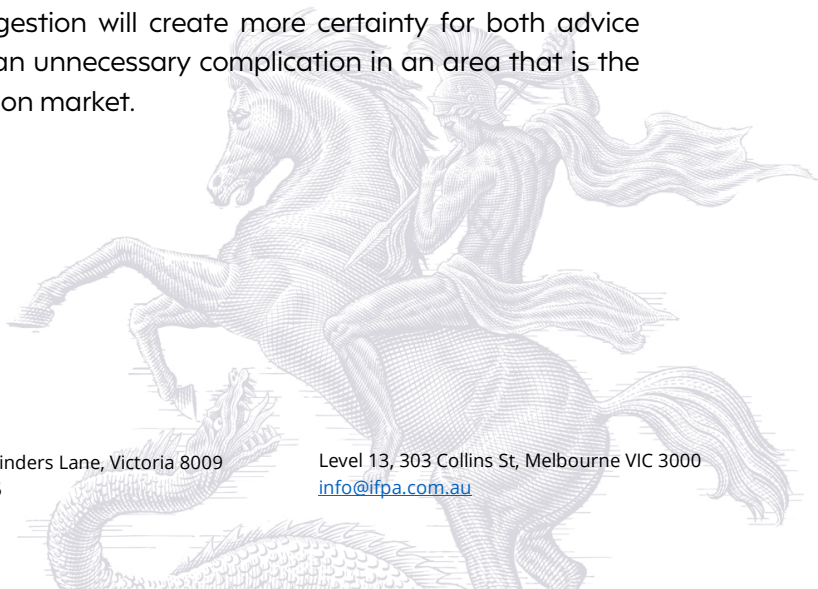 gestion will create more certainty for both advice
an unnecessary complication in an area that is the
on market.
inders Lane, Victoria 8009
Level 13, 303 Collins St, Melbourne VIC 3000
info@ifpa.com.au